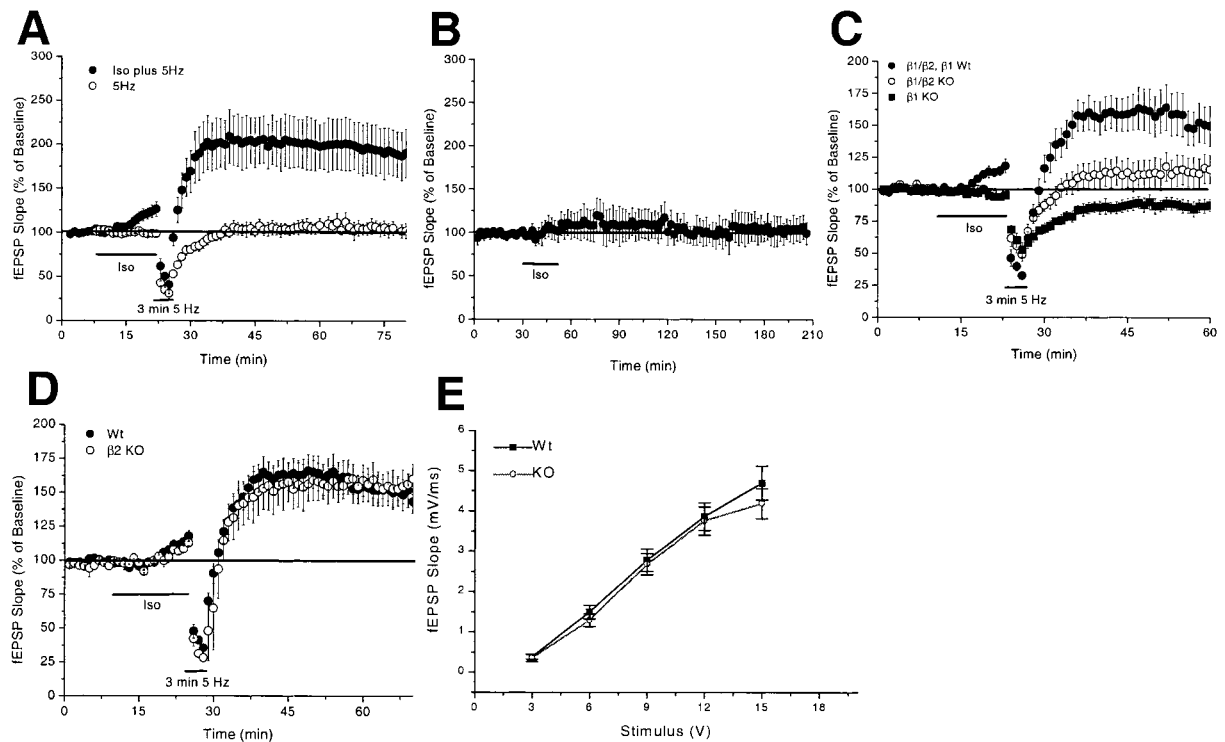 A
300
250
200
150
100
50
0
fEPSP Slope (% of Baseline)
Iso plus 5Hz
5Hz
Iso
3 min 5 Hz
0 15 30 45 60 75
Time (min)
B
300
250
200
150
100
50
0
fEPSP Slope (% of Baseline)
Iso
0 30 60 90 120 150 180 210
Time (min)
C
200
175
150
125
100
75
50
25
0
fEPSP Slope (% of Baseline)
β1/β2, β1 Wt
β1/β2 KO
β1 KO
Iso
3 min 5 Hz
0 15 30 45 60
Time (min)
D
200
175
150
125
100
75
50
25
0
fEPSP Slope (% of Baseline)
Wt
β2 KO
Iso
3 min 5 Hz
0 15 30 45 60
Time (min)
E
6
5
4
3
2
1
0
fEPSP Slope (mV/ms)
Wt
KO
3 6 9 12 15 18
Stimulus (V)